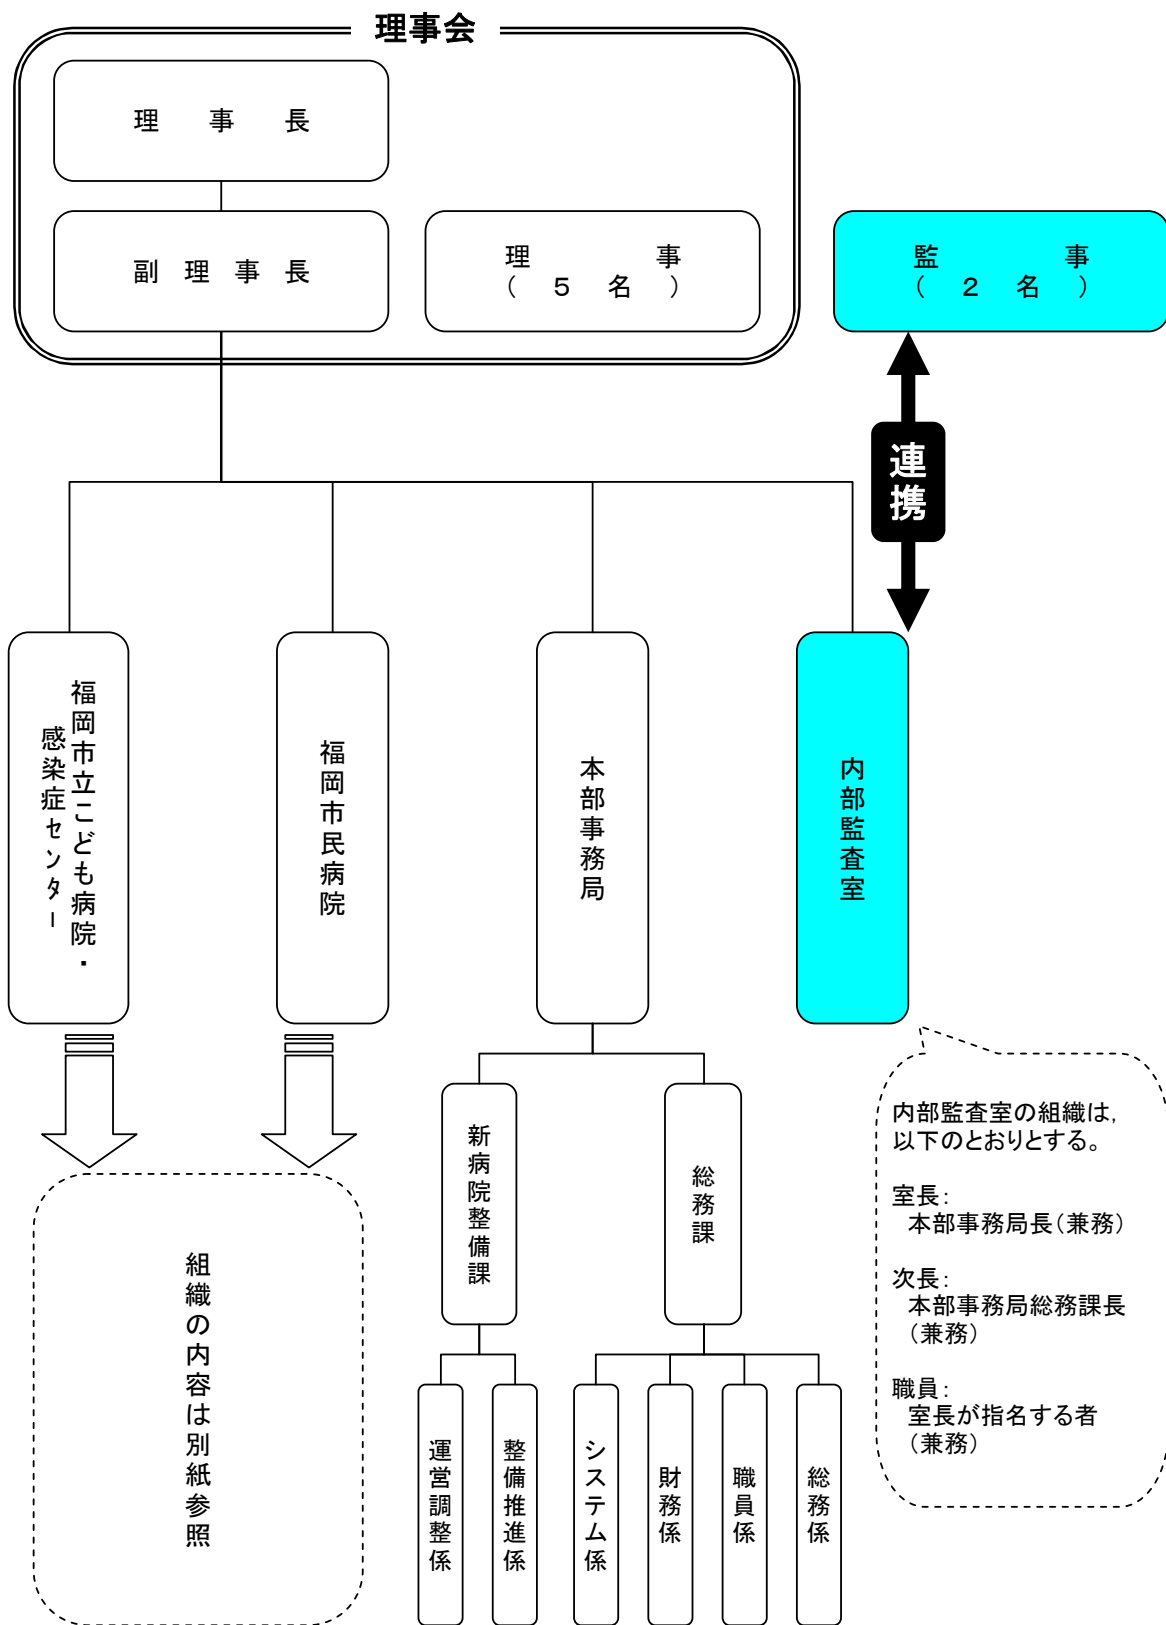 理事会
理事長
副理事長
理事
（５名）
監事
（２名）
連携
福岡市立こども病院・
感染症センター
福岡市民病院
本部事務局
内部監査室
新病院整備課
総務課
内部監査室の組織は，
以下のとおりとする。
室長：
本部事務局長（兼務）
次長：
本部事務局総務課長
（兼務）
職員：
室長が指名する者
（兼務）
組織の内容は別紙参照
運営調整係
整備推進係
システム係
財務係
職員係
総務係